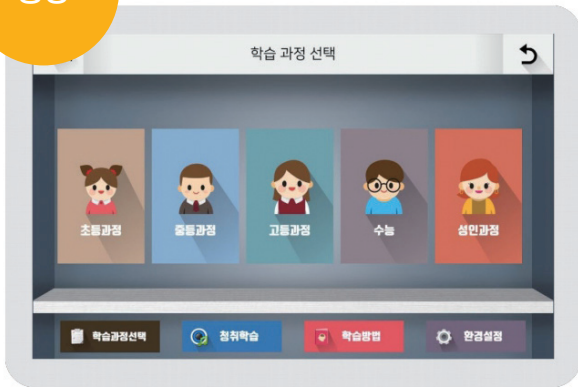 학습 과정 선택
초등과정
중등과정
고등과정
수능
성인과정
학습과정선택
청취학습
학습방법
환경설정